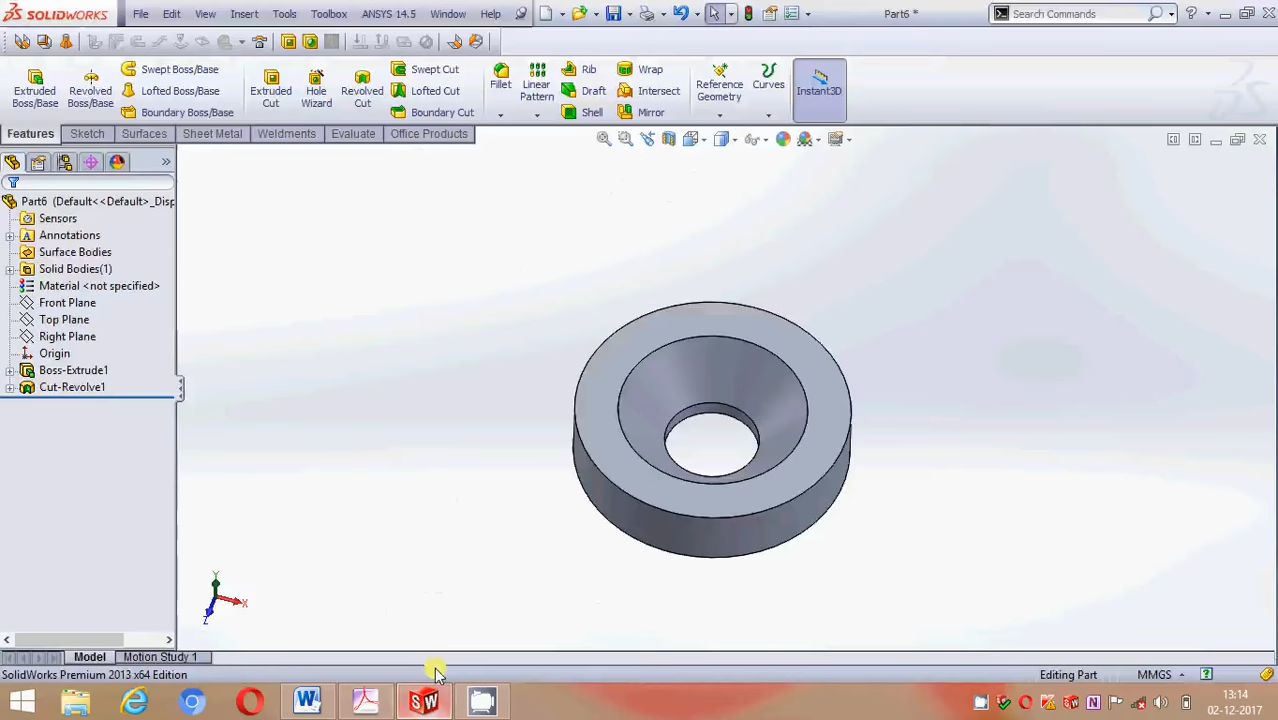 SOLIDWORKS File Edit View Insert Tools Toolbox ANSYS 14.5 Window Help Part6 * Search Commands
Extruded Boss/Base
Revolved Boss/Base
Swept Boss/Base
Lofted Boss/Base
Boundary Boss/Base
Extruded Cut
Hole Wizard
Revolved Cut
Swept Cut
Lofted Cut
Boundary Cut
Fillet
Linear Pattern
Rib
Draft
Shell
Wrap
Intersect
Mirror
Reference Geometry
Curves
Instant3D
Features Sketch Surfaces Sheet Metal Weldments Evaluate Office Products
Part6 (Default<<Default>_Disp
Sensors
Annotations
Surface Bodies
Solid Bodies(1)
Material <not specified>
Front Plane
Top Plane
Right Plane
Origin
Boss-Extrude1
Cut-Revolve1
Y
X
Z
Model Motion Study 1
SolidWorks Premium 2013 x64 Edition Editing Part MMGS
13:14
02-12-2017